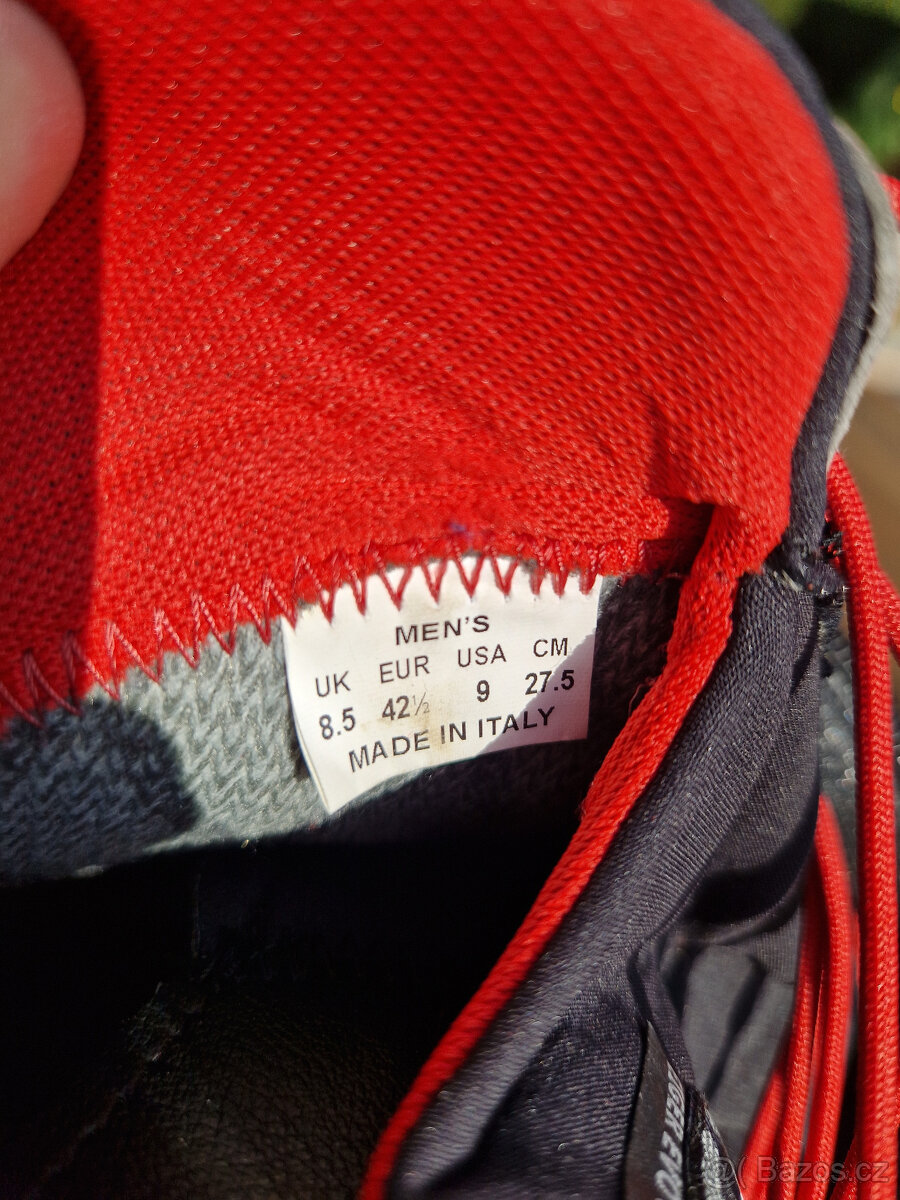 MEN'S
UK EUR USA CM
8.5 42½ 9 27.5
MADE IN ITALY
@( Bazos.cz